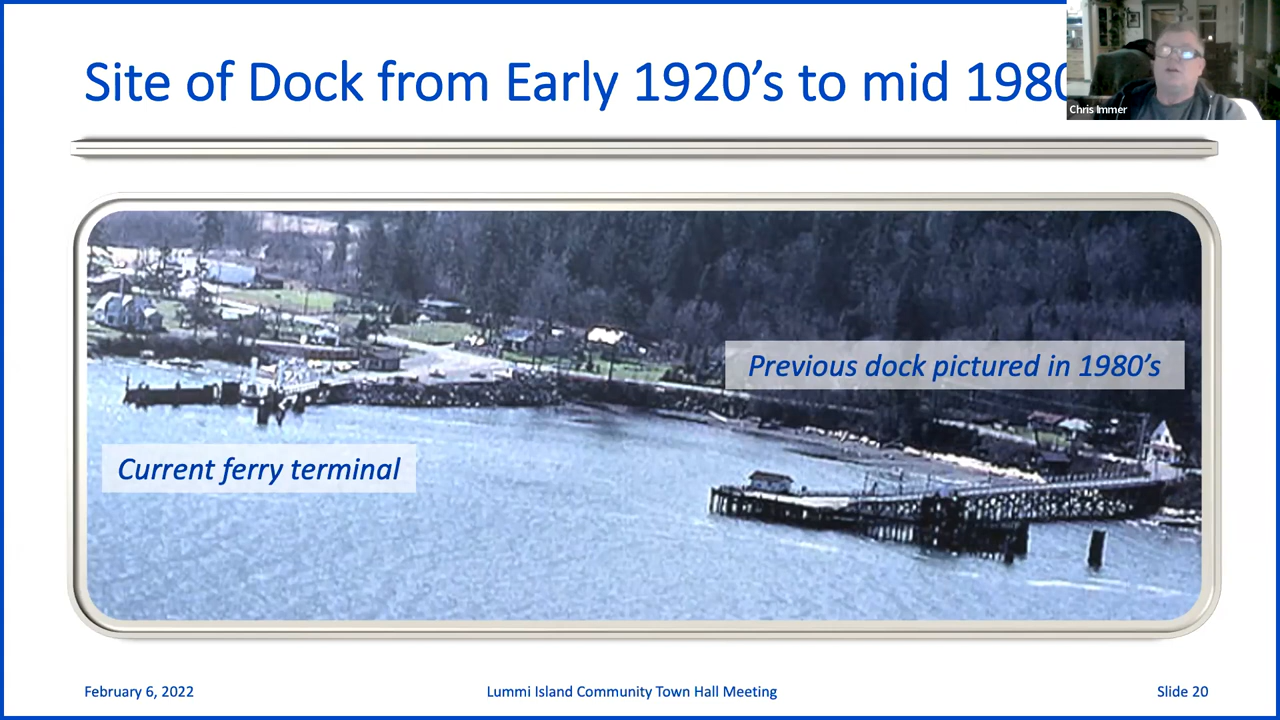 Site of Dock from Early 1920's to mid 1980
Chris Immer
Previous dock pictured in 1980's
Current ferry terminal
February 6, 2022
Lummi Island Community Town Hall Meeting
Slide 20